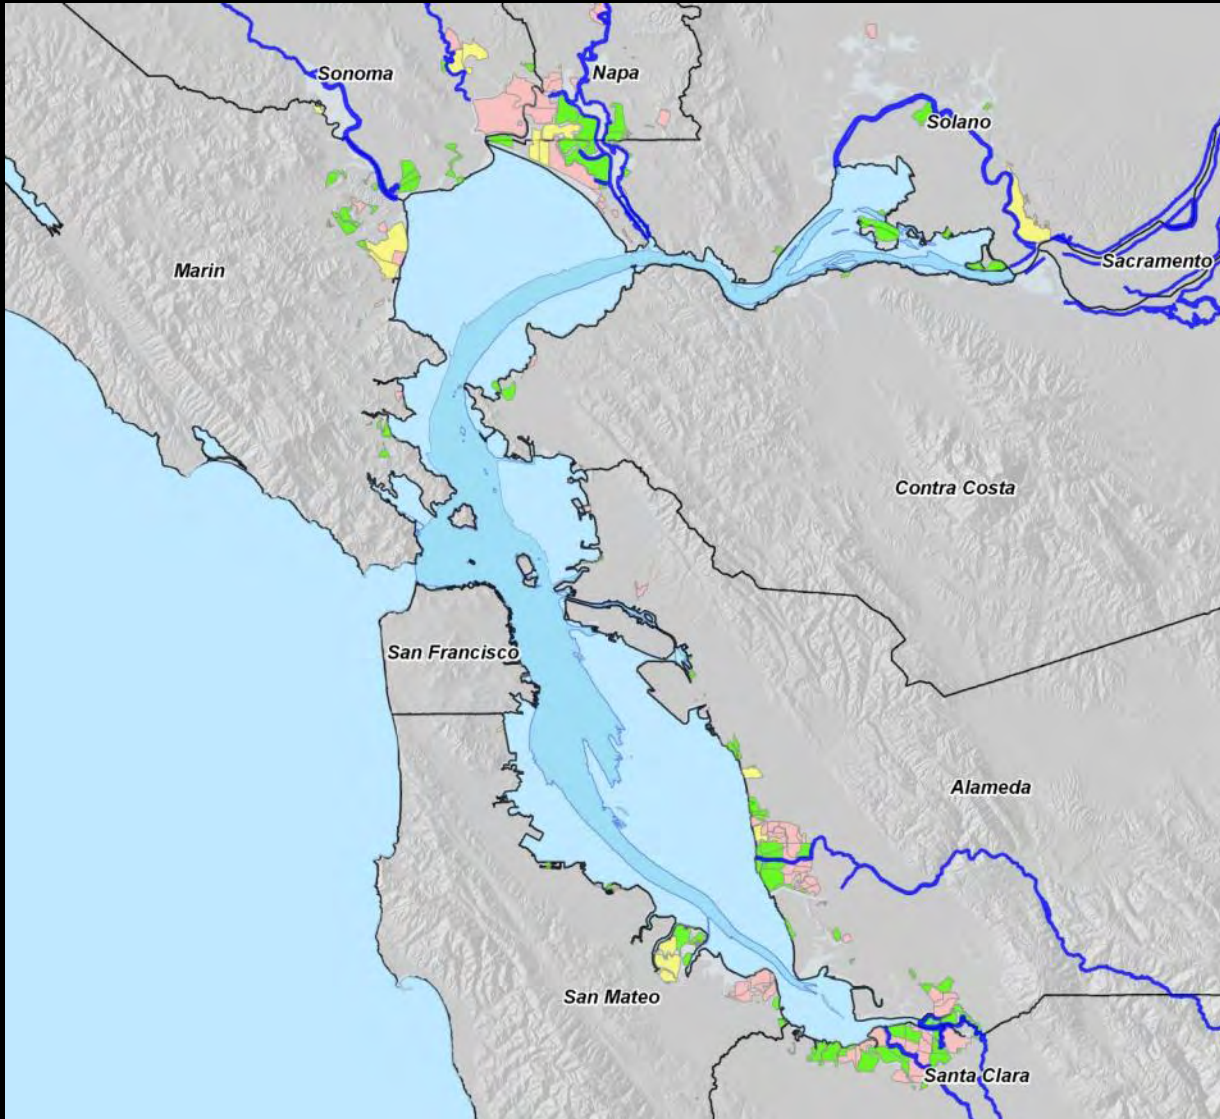 Sonoma
Napa
Solano
Marin
Sacramento
Contra Costa
San Francisco
Alameda
San Mateo
Santa Clara